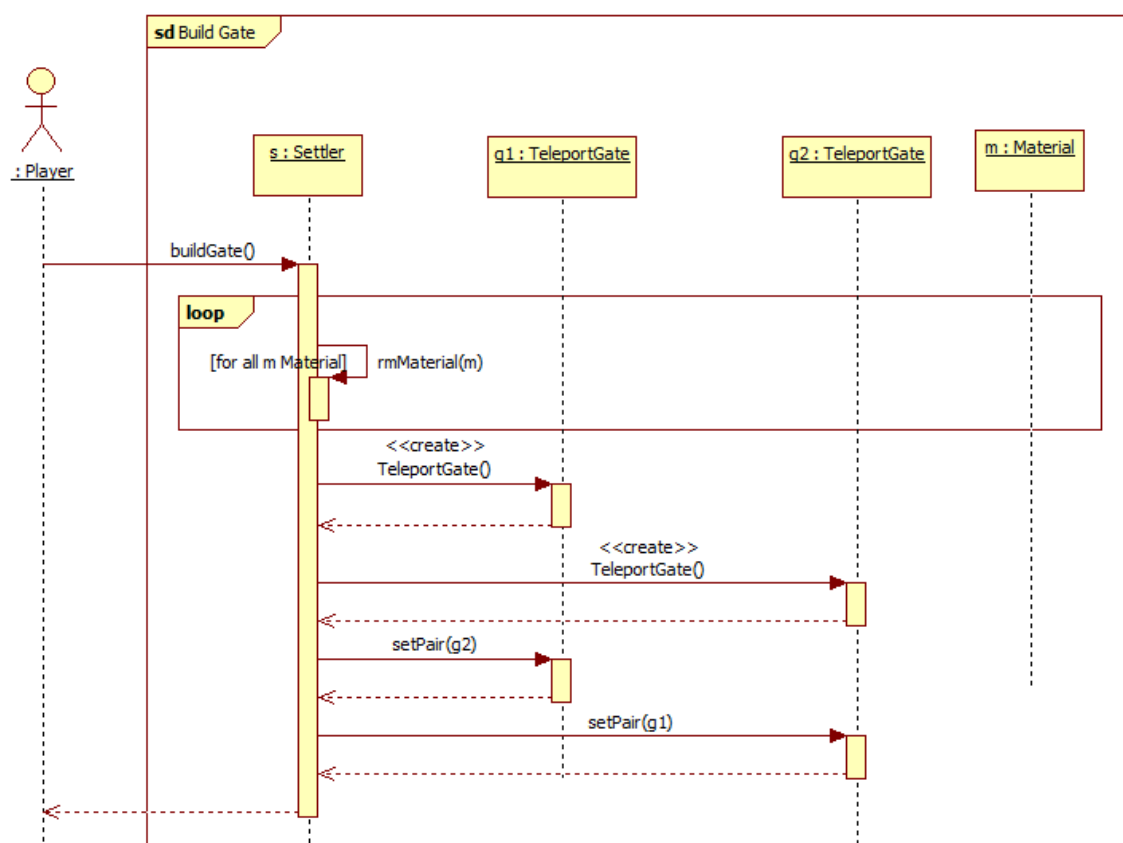 sd Build Gate
: Player
s : Settler
g1 : TeleportGate
g2 : TeleportGate
m : Material
buildGate()
loop
[for all m Material]
rmMaterial(m)
<<create>>
TeleportGate()
<<create>>
TeleportGate()
setPair(g2)
setPair(g1)